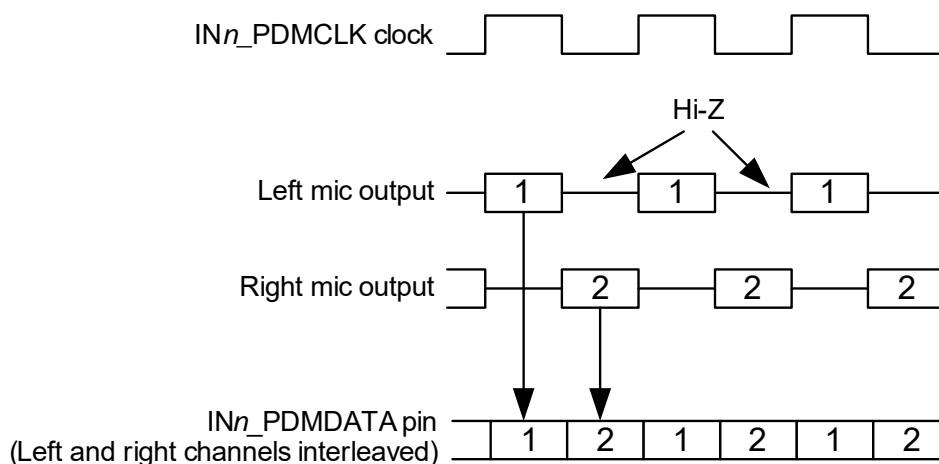 INn_PDMCLK clock
Hi-Z
Left mic output
1 1 1
Right mic output
2 2 2
INn_PDMDATA pin
(Left and right channels interleaved)
1 2 1 2 1 2